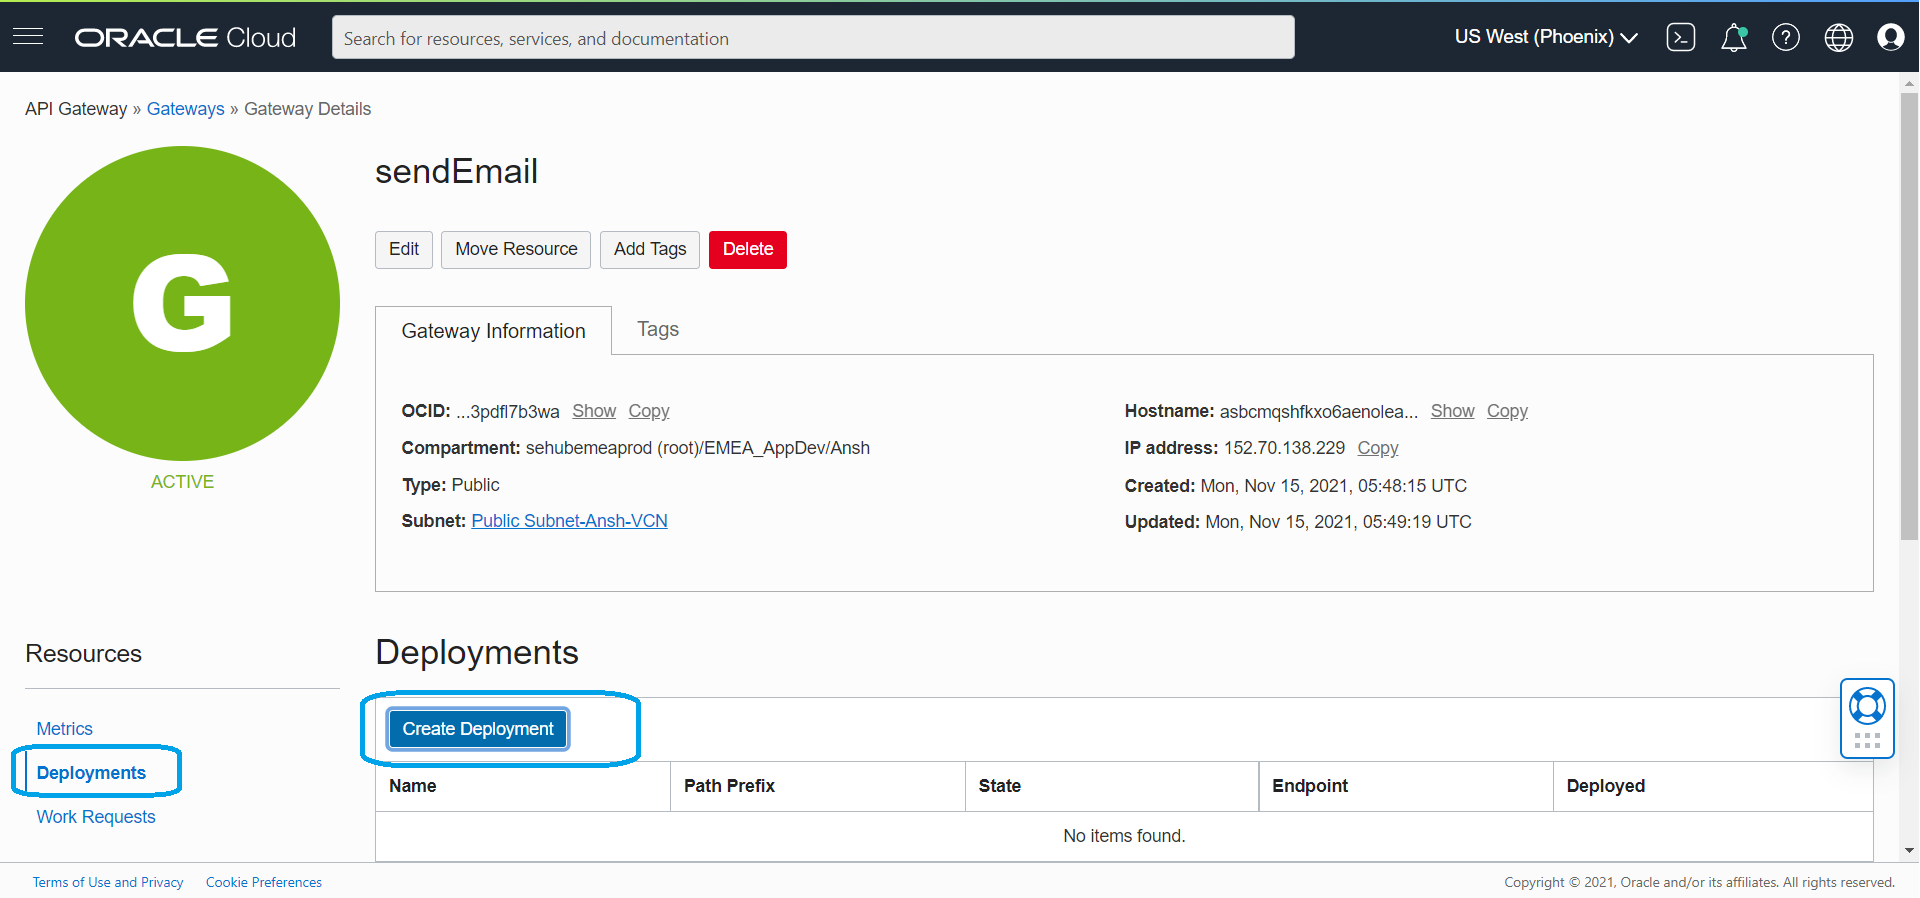 ORACLE Cloud
Search for resources, services, and documentation
US West (Phoenix)
API Gateway » Gateways » Gateway Details
G
ACTIVE
sendEmail
Edit Move Resource Add Tags Delete
Gateway Information Tags
OCID: ...3pdfl7b3wa Show Copy
Compartment: sehubemeaprod (root)/EMEA_AppDev/Ansh
Type: Public
Subnet: Public Subnet-Ansh-VCN
Hostname: asbcmqshfkxo6aenolea... Show Copy
IP address: 152.70.138.229 Copy
Created: Mon, Nov 15, 2021, 05:48:15 UTC
Updated: Mon, Nov 15, 2021, 05:49:19 UTC
Resources
Metrics
Deployments
Work Requests
Deployments
Create Deployment
Name Path Prefix State Endpoint Deployed
No items found.
Terms of Use and Privacy Cookie Preferences
Copyright © 2021, Oracle and/or its affiliates. All rights reserved.